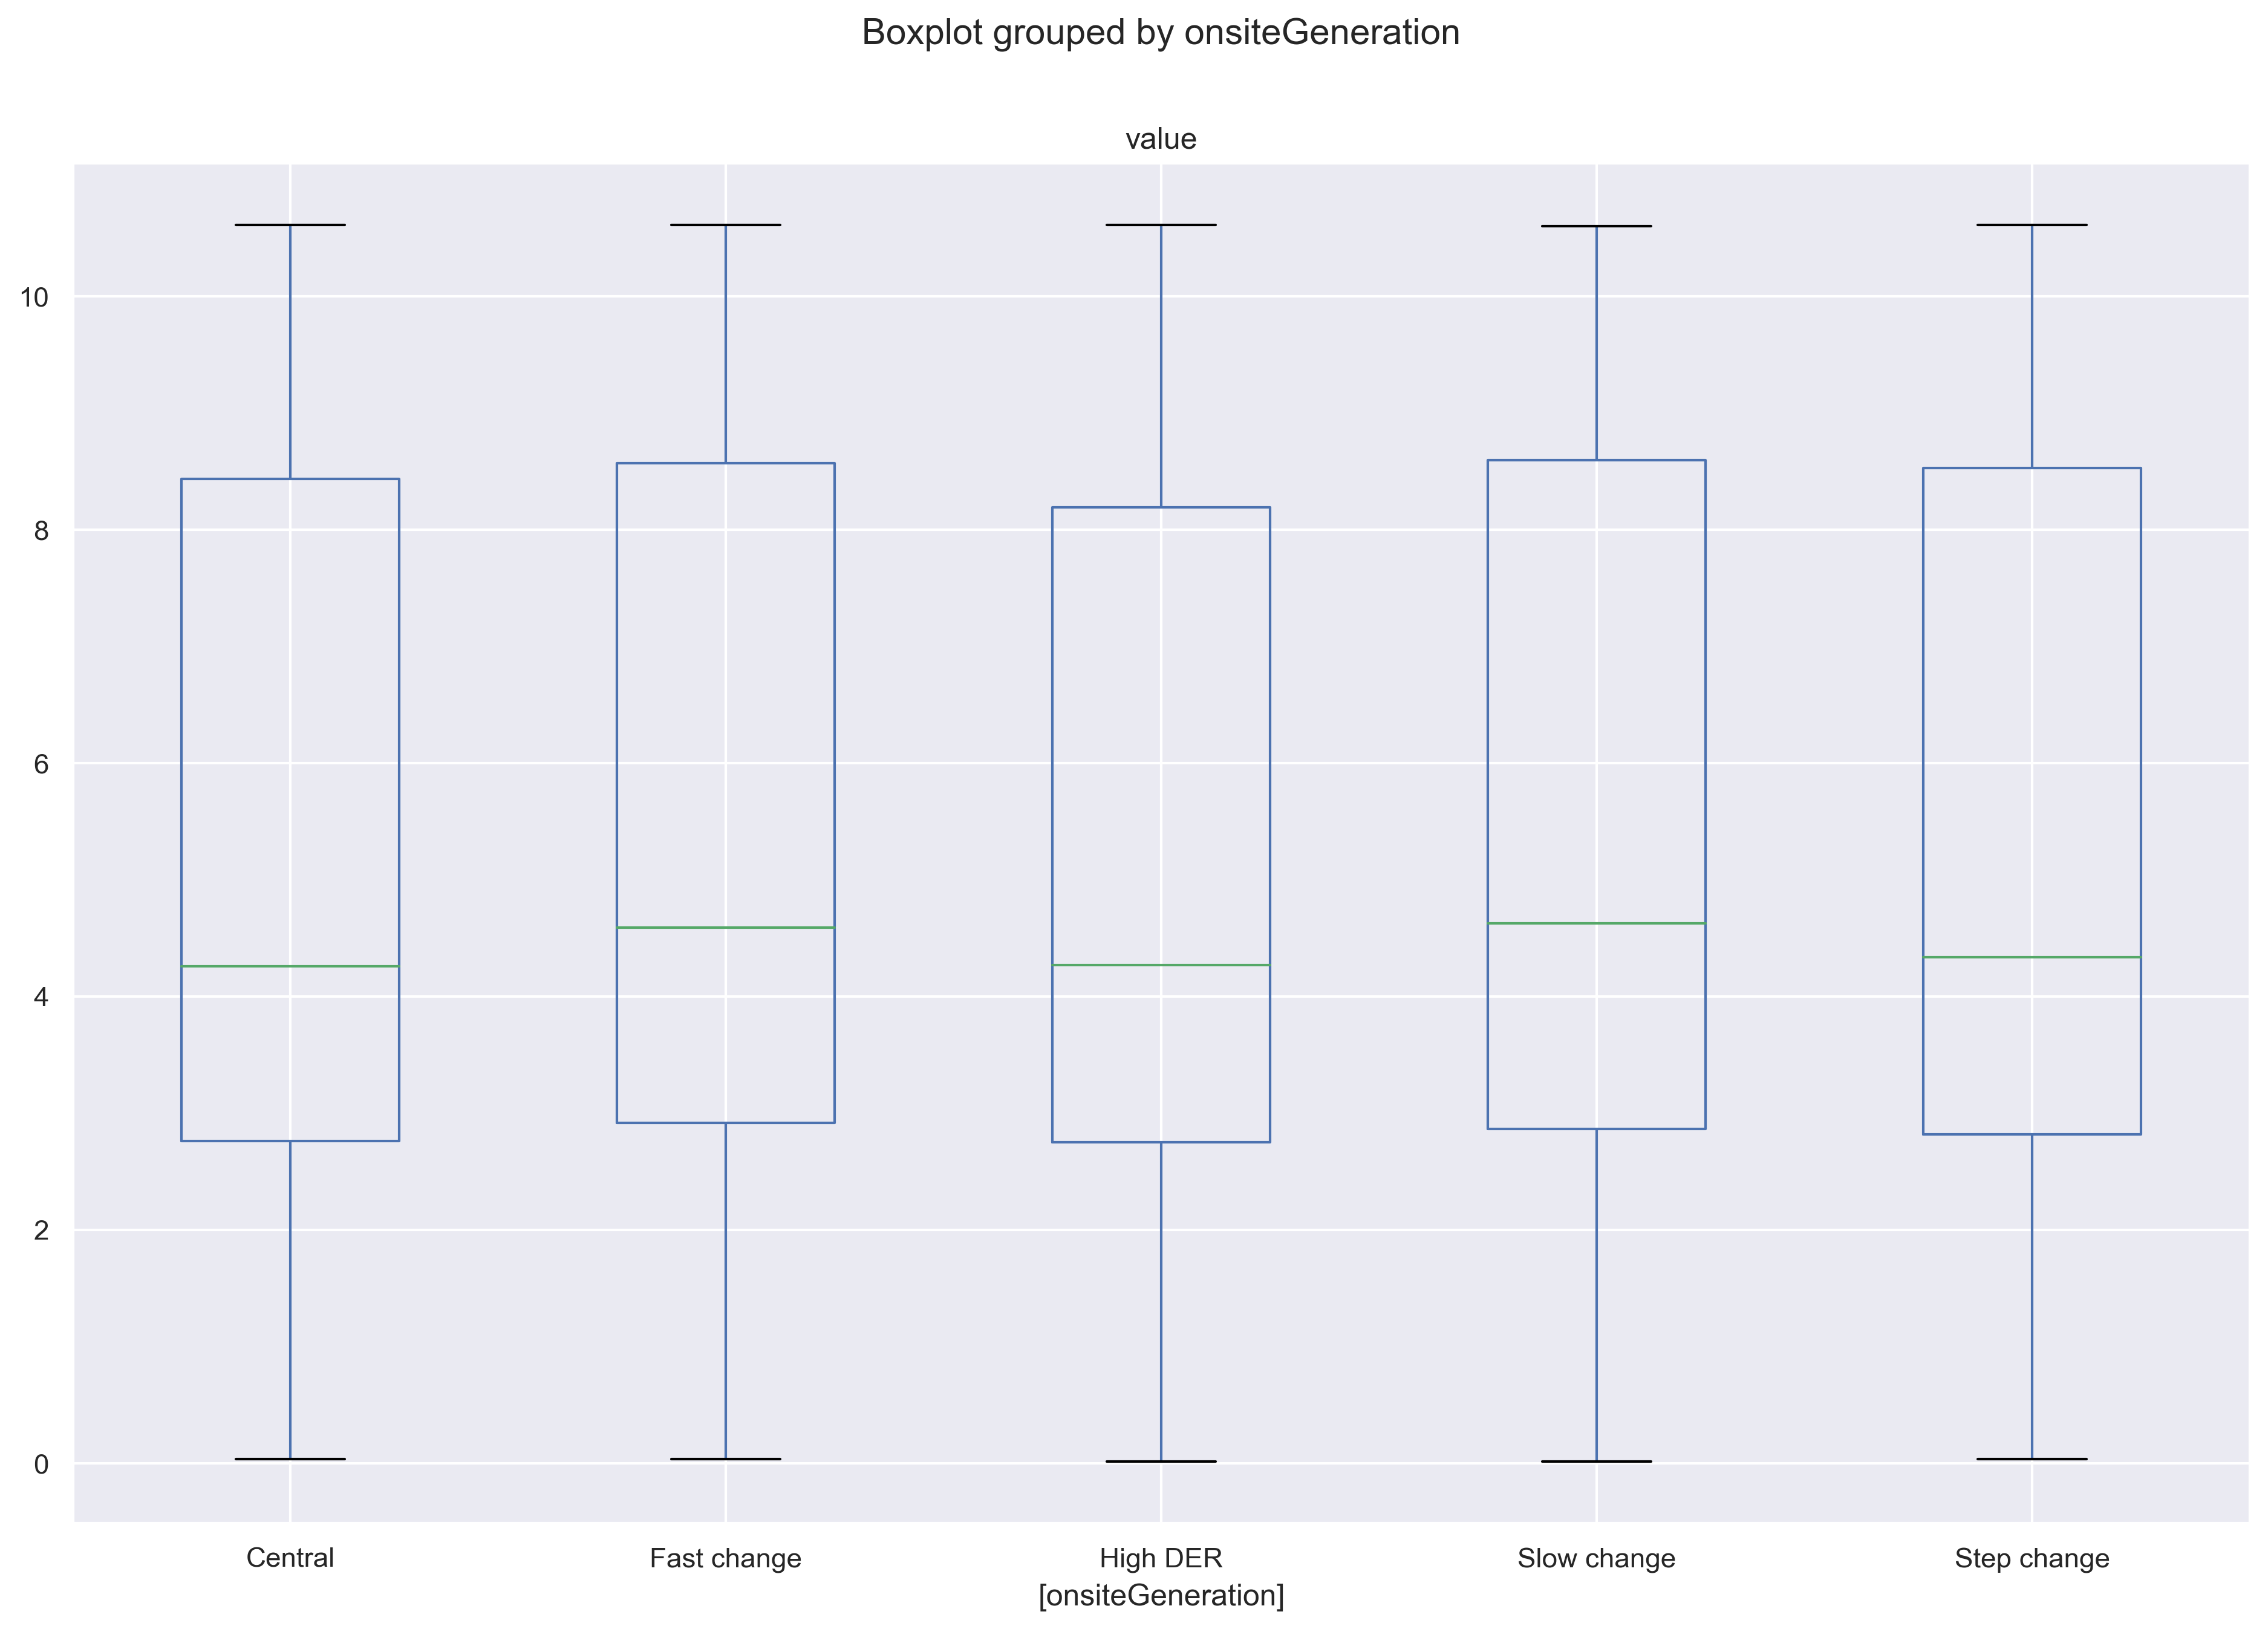 Boxplot grouped by onsiteGeneration
value
10
8
6
4
2
0
Central Fast change High DER Slow change Step change
[onsiteGeneration]